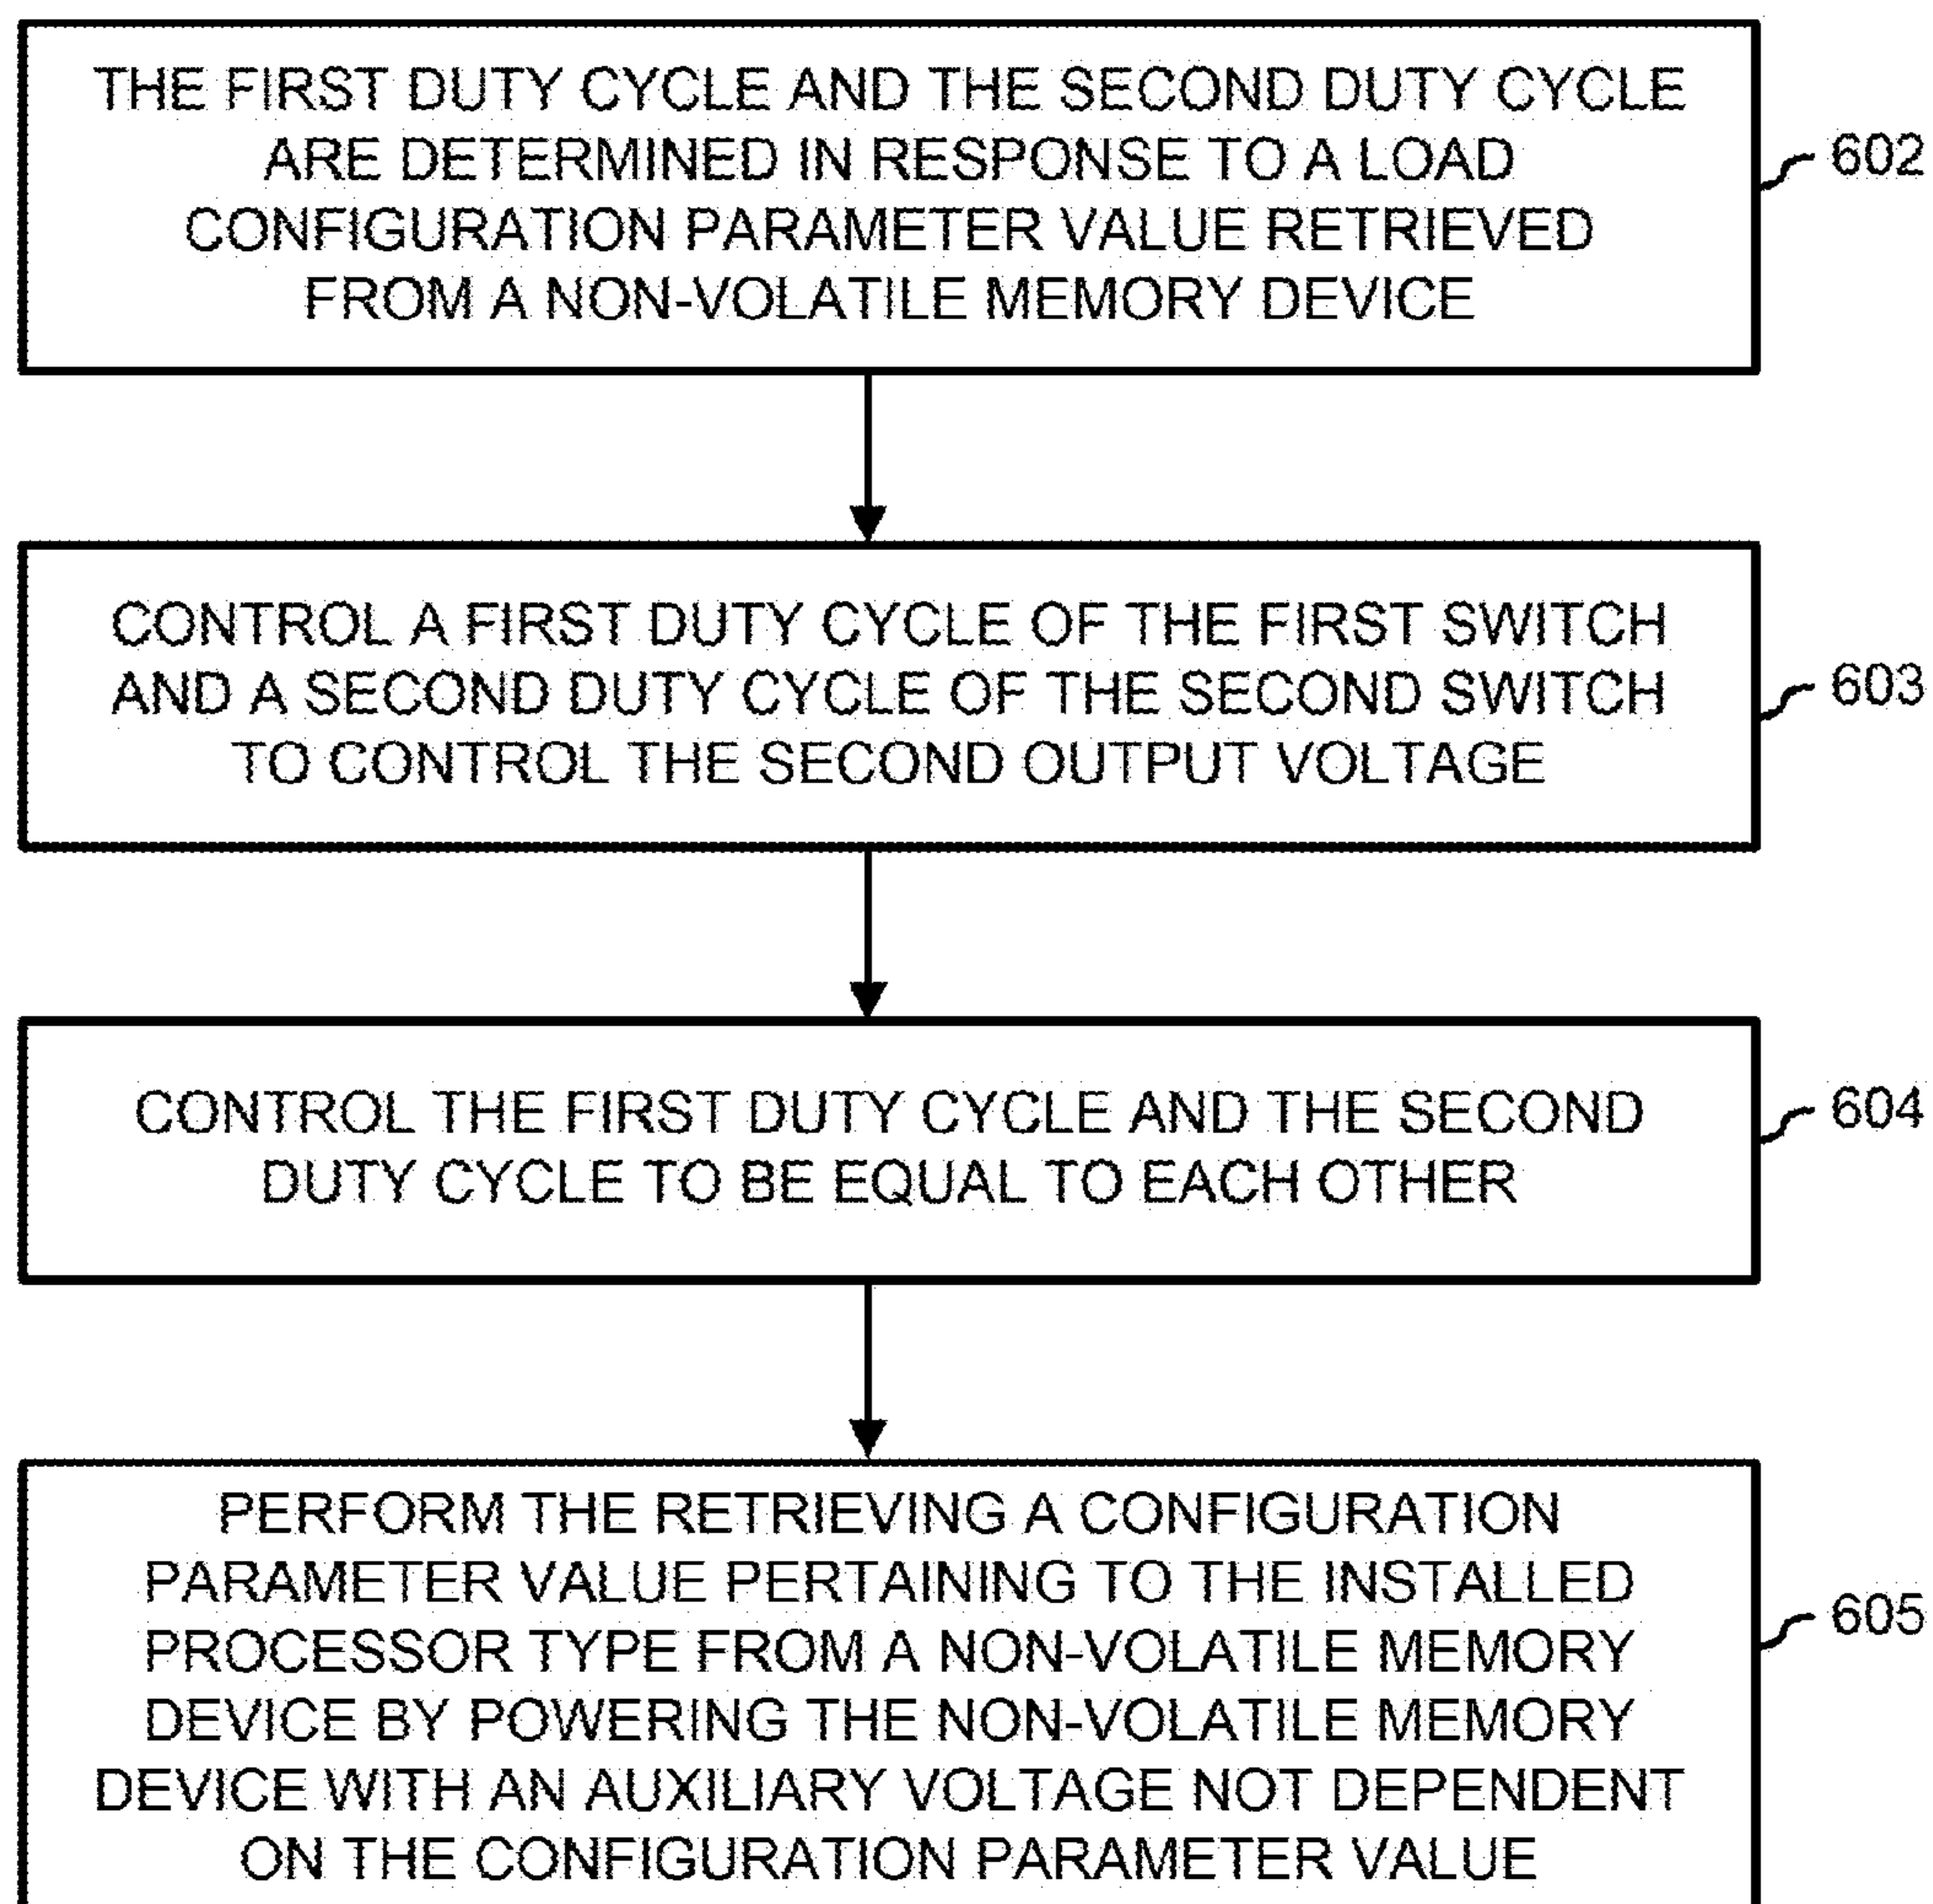 THE FIRST DUTY CYCLE AND THE SECOND DUTY CYCLE
ARE DETERMINED IN RESPONSE TO A LOAD
CONFIGURATION PARAMETER VALUE RETRIEVED
FROM A NON-VOLATILE MEMORY DEVICE
602
CONTROL A FIRST DUTY CYCLE OF THE FIRST SWITCH
AND A SECOND DUTY CYCLE OF THE SECOND SWITCH
TO CONTROL THE SECOND OUTPUT VOLTAGE
603
CONTROL THE FIRST DUTY CYCLE AND THE SECOND
DUTY CYCLE TO BE EQUAL TO EACH OTHER
604
PERFORM THE RETRIEVING A CONFIGURATION
PARAMETER VALUE PERTAINING TO THE INSTALLED
PROCESSOR TYPE FROM A NON-VOLATILE MEMORY
DEVICE BY POWERING THE NON-VOLATILE MEMORY
DEVICE WITH AN AUXILIARY VOLTAGE NOT DEPENDENT
ON THE CONFIGURATION PARAMETER VALUE
605